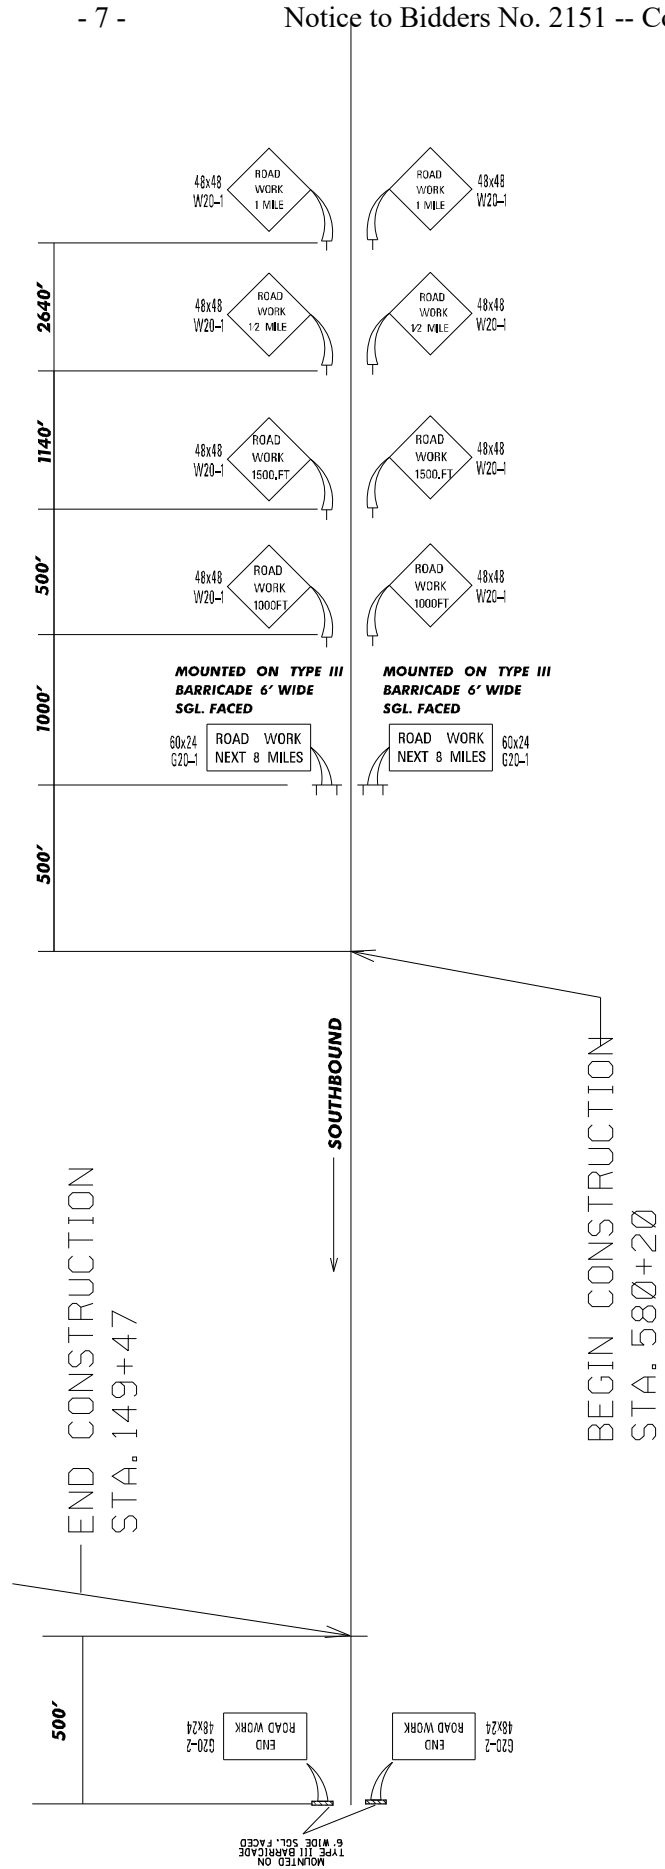 - 7 - Notice to Bidders No. 2151 -- Co
48x48
W20-1
ROAD
WORK
1 MILE
ROAD
WORK
1 MILE
48x48
W20-1
2640'
48x48
W20-1
ROAD
WORK
1/2 MILE
ROAD
WORK
1/2 MILE
48x48
W20-1
1140'
48x48
W20-1
ROAD
WORK
1500.FT
ROAD
WORK
1500.FT
48x48
W20-1
500'
48x48
W20-1
ROAD
WORK
1000FT
ROAD
WORK
1000FT
48x48
W20-1
1000'
MOUNTED ON TYPE III
BARRICADE 6' WIDE
SGL. FACED
MOUNTED ON TYPE III
BARRICADE 6' WIDE
SGL. FACED
60x24
G20-1
ROAD WORK
NEXT 8 MILES
ROAD WORK
NEXT 8 MILES
60x24
G20-1
500'
SOUTHBOUND
BEGIN CONSTRUCTION
STA. 580+20
END CONSTRUCTION
STA. 149+47
500'
G20-2
48x24
END
ROAD WORK
END
ROAD WORK
G20-2
48x24
MOUNTED ON
TYPE III BARRICADE
6' WIDE SGL. FACED